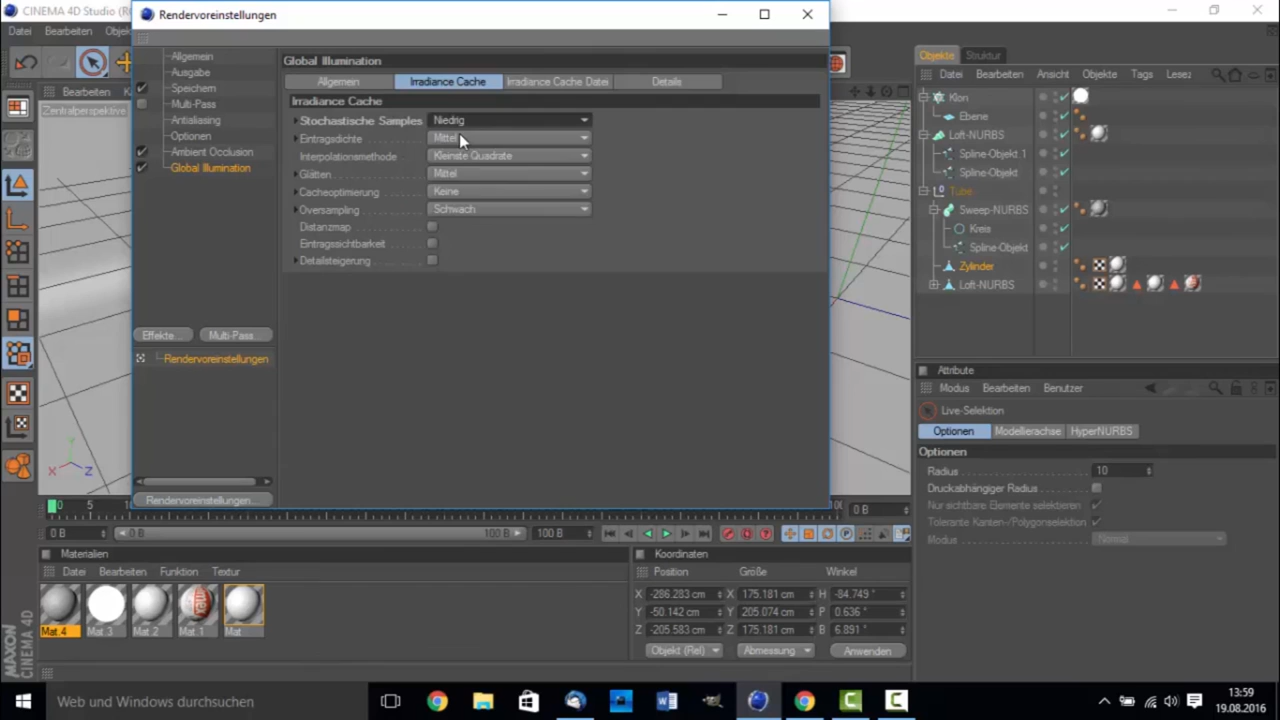 CINEMA 4D Studio (R
Rendervoreinstellungen
Datei Bearbeiten Objek
Bearbeiten K
Zentralperspektive
Allgemein
Ausgabe
Speichern
Multi-Pass
Antialiasing
Optionen
Ambient Occlusion
Global Illumination
Effekte... Multi-Pass...
Rendervoreinstellungen
Rendervoreinstellungen...
Global Illumination
Allgemein Irradiance Cache Irradiance Cache Datei Details
Irradiance Cache
Stochastische Samples Niedrig
Eintragsdichte Mittel
Interpolationsmethode Kleinste Quadrate
Glätten Mittel
Cacheoptimierung Keine
Oversampling Schwach
Distanzmap
Eintragssichtbarkeit
Detailsteigerung
Objekte Struktur
Datei Bearbeiten Ansicht Objekte Tags Lesez
Klon
Ebene
Loft-NURBS
Spline-Objekt 1
Spline-Objekt
Tube
Sweep-NURBS
Kreis
Spline-Objekt
Zylinder
Loft-NURBS
Attribute
Modus Bearbeiten Benutzer
Live-Selektion
Optionen Modellierachse HyperNURBS
Optionen
Radius 10
Druckabhängiger Radius
Nur sichtbare Elemente selektieren
Tolerante Kanten-/Polygonselektion
Modus Normal
0 5 0 B
0 B 0 B 100 B 100 B
Materialien
Datei Bearbeiten Funktion Textur
Mat.4 Mat.3 Mat.2 Mat.1 Mat
Koordinaten
Position Größe Winkel
X -286.283 cm X 175.181 cm H -84.749 °
Y -50.142 cm Y 205.074 cm P 0.636 °
Z -205.583 cm Z 175.181 cm B 6.891 °
Objekt (Rel) Abmessung Anwenden
MAXON
CINEMA 4D
Web und Windows durchsuchen
13:59
19.08.2016